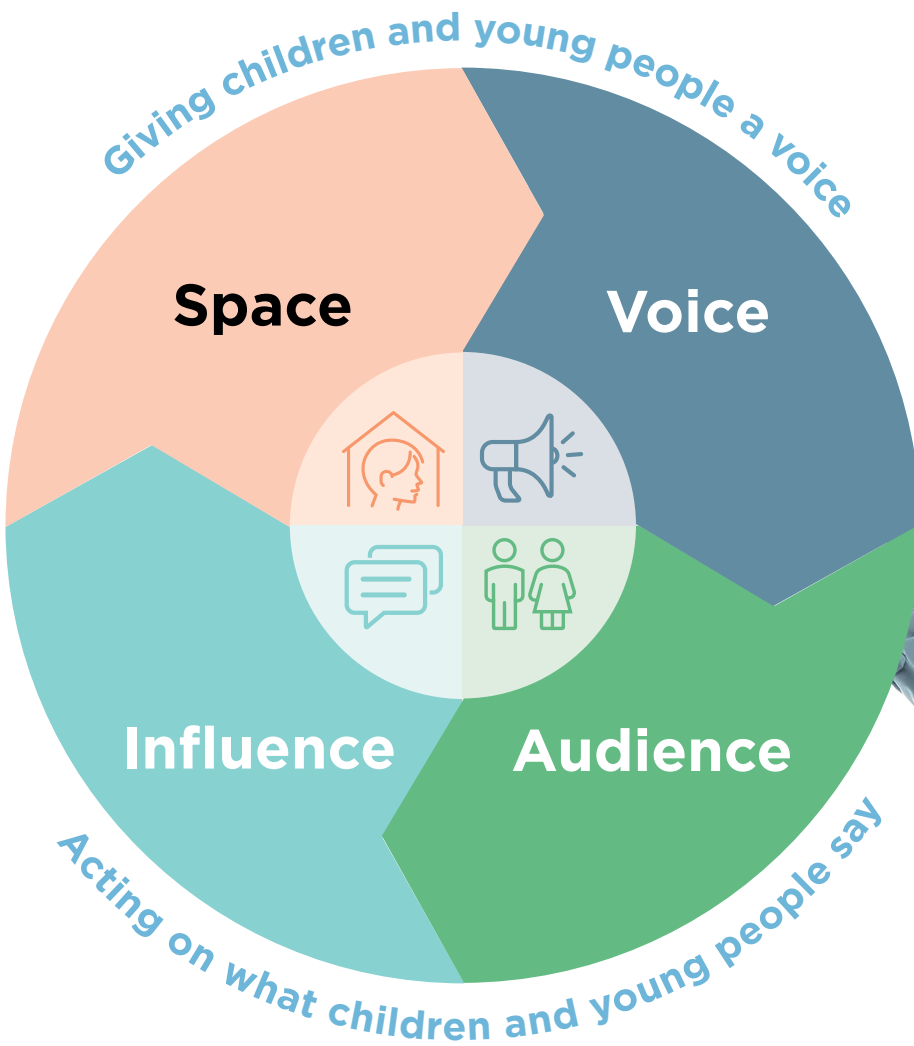 Giving children and young people a voice
Space
Voice
Influence
Audience
Acting on what children and young people say